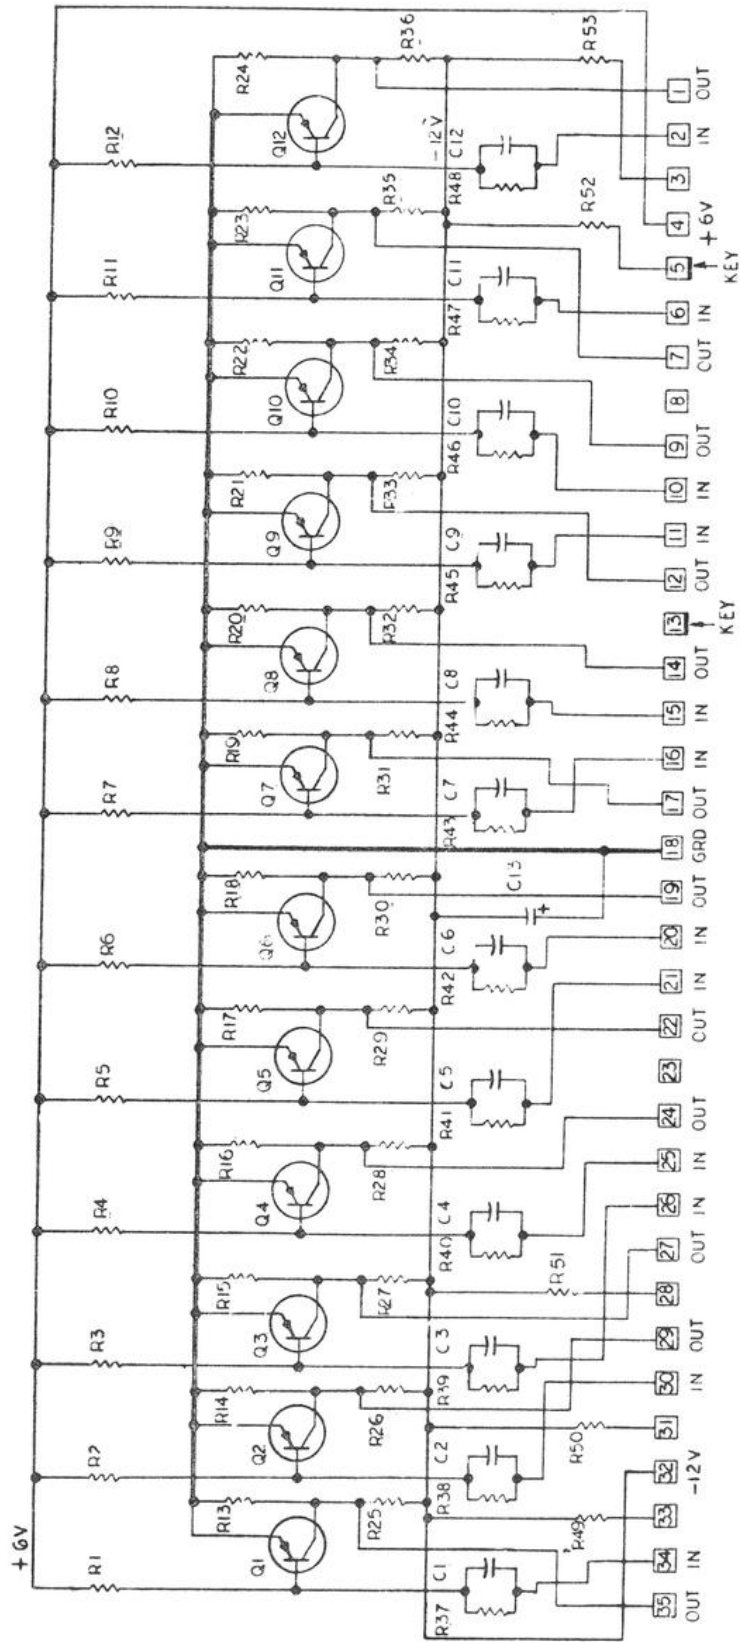 +6V
R1 R2 R3 R4 R5 R6 R7 R8 R9 R10 R11 R12
R13 R14 R15 R16 R17 R18 R19 R20 R21 R22 R23 R24
Q1 Q2 Q3 Q4 Q5 Q6 Q7 Q8 Q9 Q10 Q11 Q12
R25 R26 R27 R28 R29 R30 R31 R32 R33 R34 R35 R36
-12V
C1 C2 C3 C4 C5 C6 C7 C8 C9 C10 C11 C12
R37 R38 R39 R40 R41 R42 R43 R44 R45 R46 R47 R48
C13 +
R49 R50 R51 R52 R53
35 34 33 32 31 30 29 28 27 26 25 24 23 22 21 20 19 18 17 16 15 14 13 12 11 10 9 8 7 6 5 4 3 2 1
OUT IN -12V IN OUT OUT IN IN OUT OUT IN IN OUT GRD OUT IN IN OUT OUT IN IN OUT OUT IN +6V IN OUT
KEY KEY